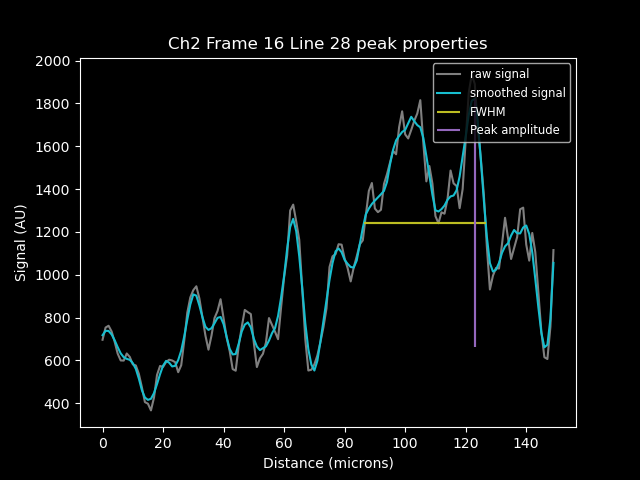 Ch2 Frame 16 Line 28 peak properties
raw signal
smoothed signal
FWHM
Peak amplitude
2000
1800
1600
1400
1200
1000
800
600
400
Signal (AU)
0 20 40 60 80 100 120 140
Distance (microns)